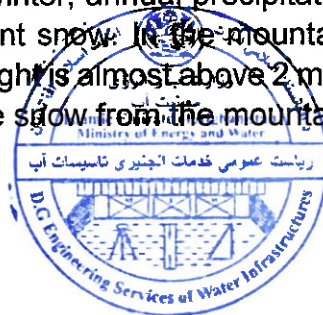 winter, annual precipitat
nt snow. In the mounta
ght is almost above 2 m
e snow from the mounta
Ministry of Energy and Water
ریاست عمومی خدمات انجنیری تاسیسات آب
D.G Engineering Services of Water Infrastructures